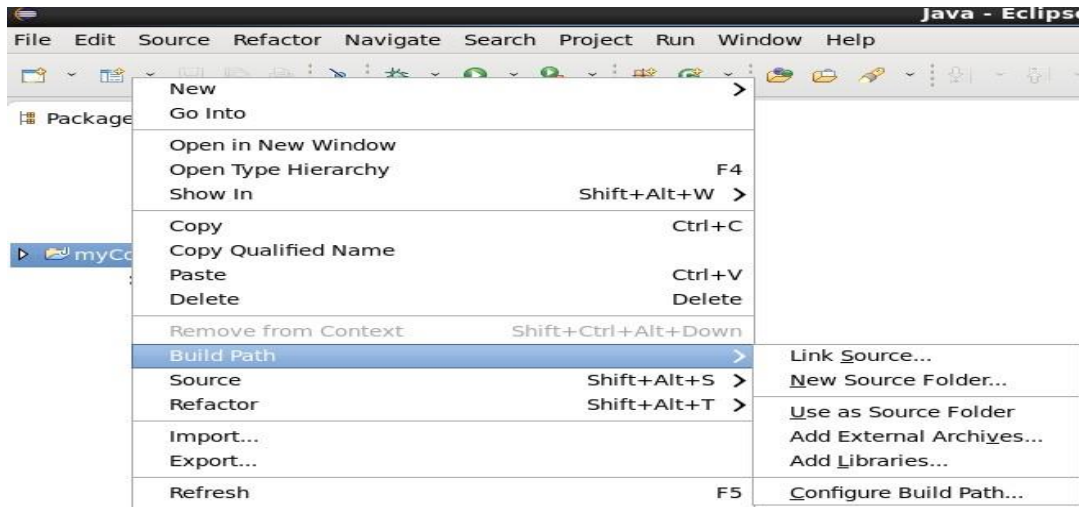 Java - Eclipse
File Edit Source Refactor Navigate Search Project Run Window Help
Package
myCo
New
Go Into
Open in New Window
Open Type Hierarchy F4
Show In Shift+Alt+W
Copy Ctrl+C
Copy Qualified Name
Paste Ctrl+V
Delete Delete
Remove from Context Shift+Ctrl+Alt+Down
Build Path
Source Shift+Alt+S
Refactor Shift+Alt+T
Import...
Export...
Refresh F5
Link Source...
New Source Folder...
Use as Source Folder
Add External Archives...
Add Libraries...
Configure Build Path...